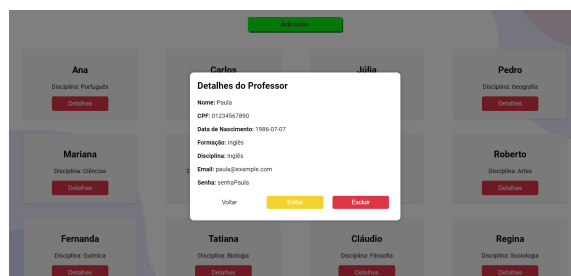 Adicionar
Ana
Carlos
Júlia
Pedro
Disciplina: Português
Disciplina: Geografia
Detalhes
Detalhes
Detalhes do Professor
Nome: Paula
CPF: 01234567890
Data de Nascimento: 1986-07-07
Formação: Inglês
Disciplina: Inglês
Email: paula@example.com
Senha: senhaPaula
Voltar
Editar
Excluir
Mariana
Roberto
Disciplina: Ciências
Disciplina: Artes
Detalhes
Detalhes
Fernanda
Tatiana
Cláudio
Regina
Disciplina: Química
Disciplina: Biologia
Disciplina: Filosofia
Disciplina: Sociologia
Detalhes
Detalhes
Detalhes
Detalhes